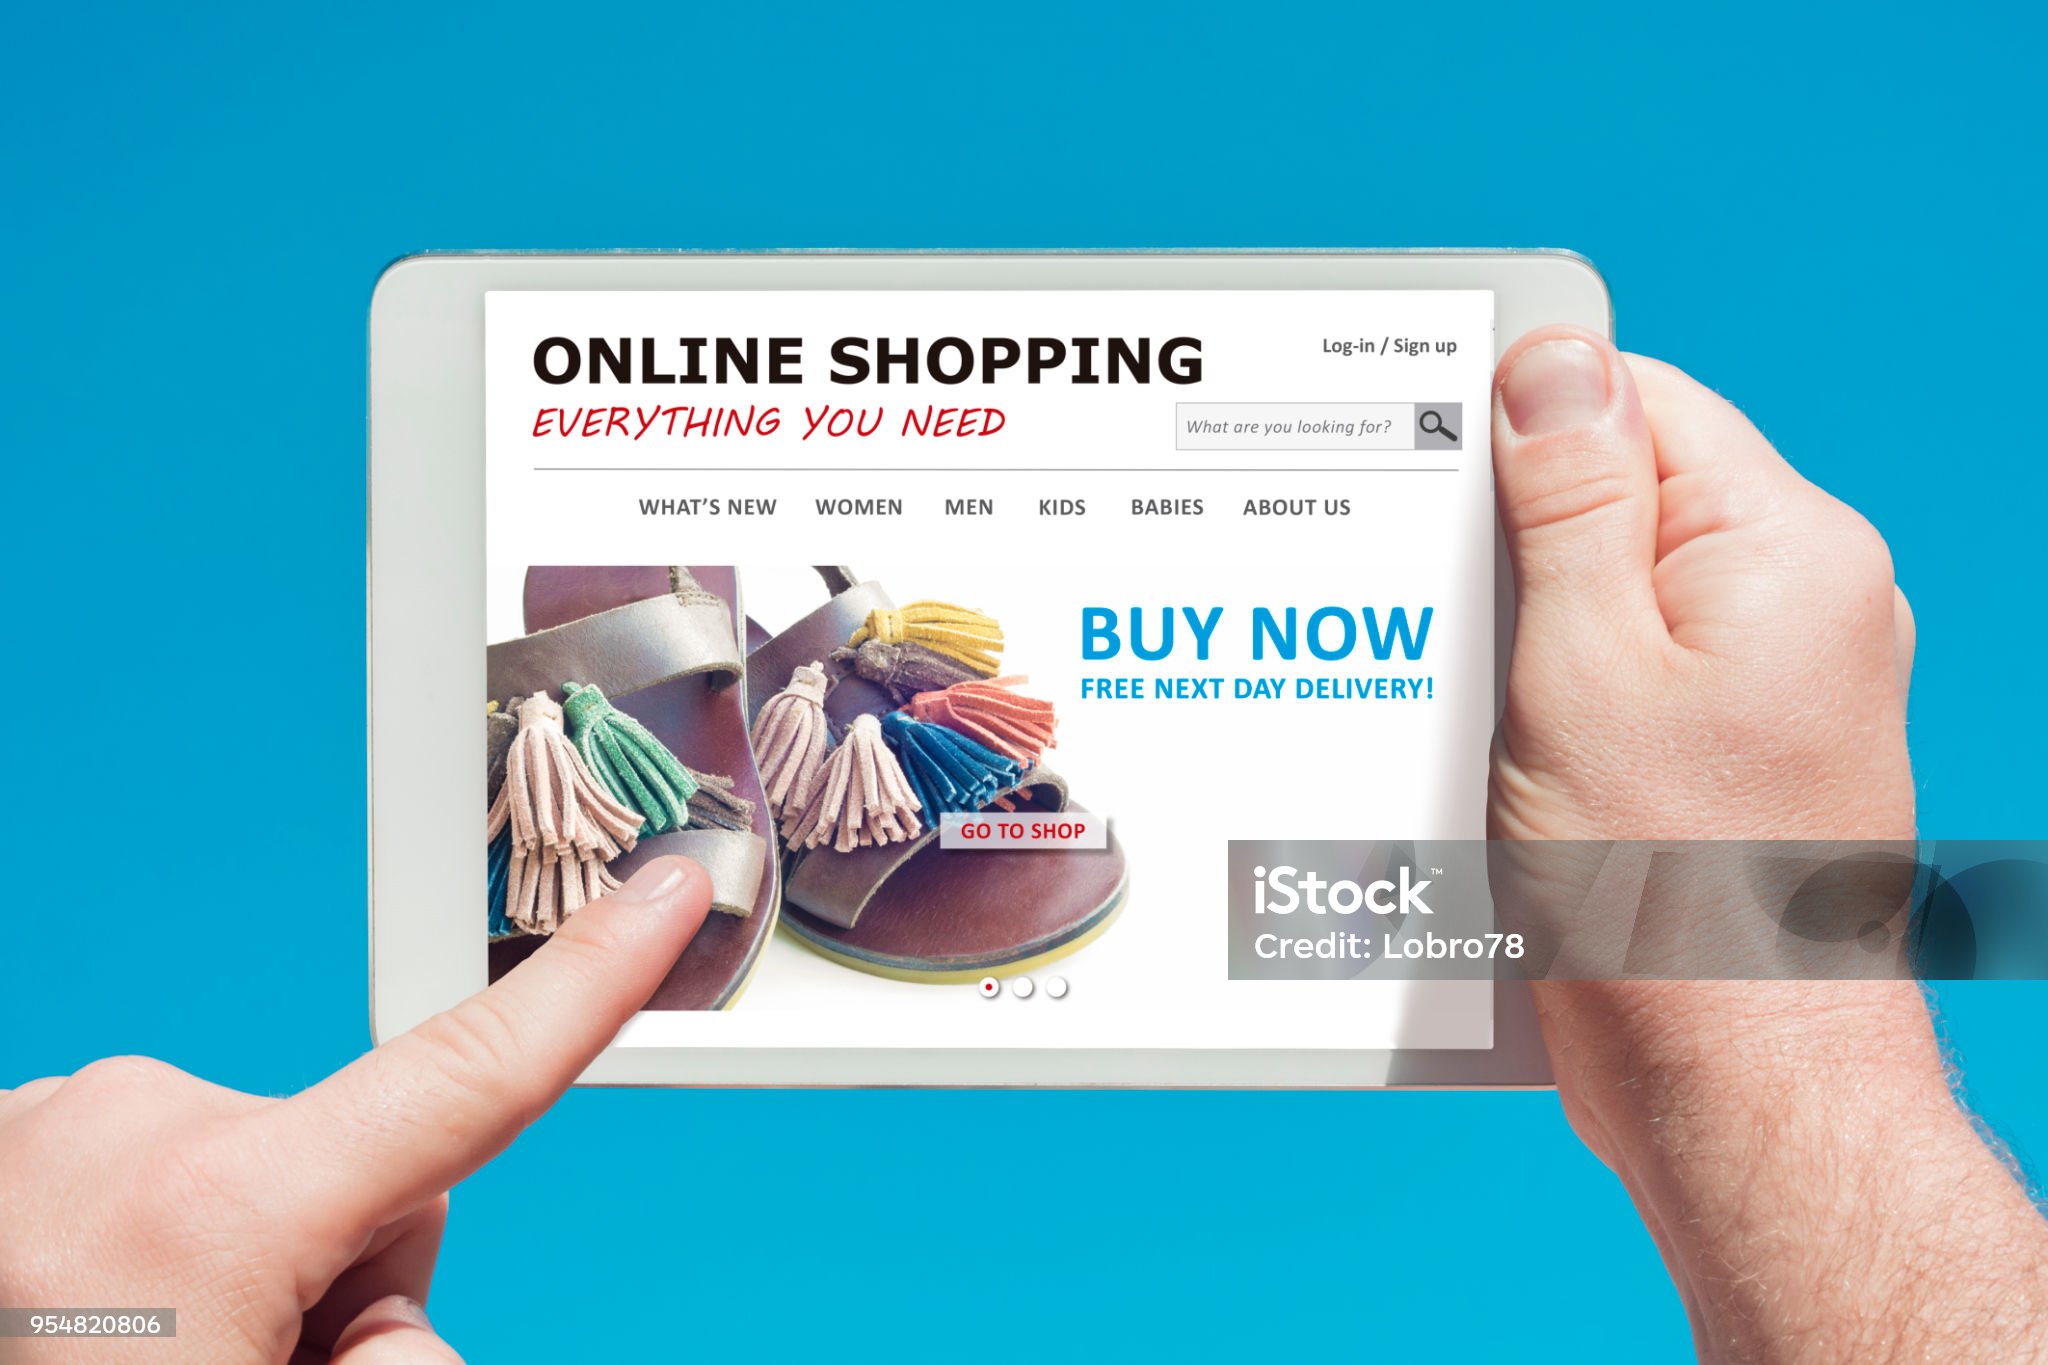 ONLINE SHOPPING
Log-in / Sign up
EVERYTHING YOU NEED
What are you looking for?
WHAT'S NEW WOMEN MEN KIDS BABIES ABOUT US
BUY NOW
FREE NEXT DAY DELIVERY!
GO TO SHOP
iStock™
Credit: Lobro78
954820806